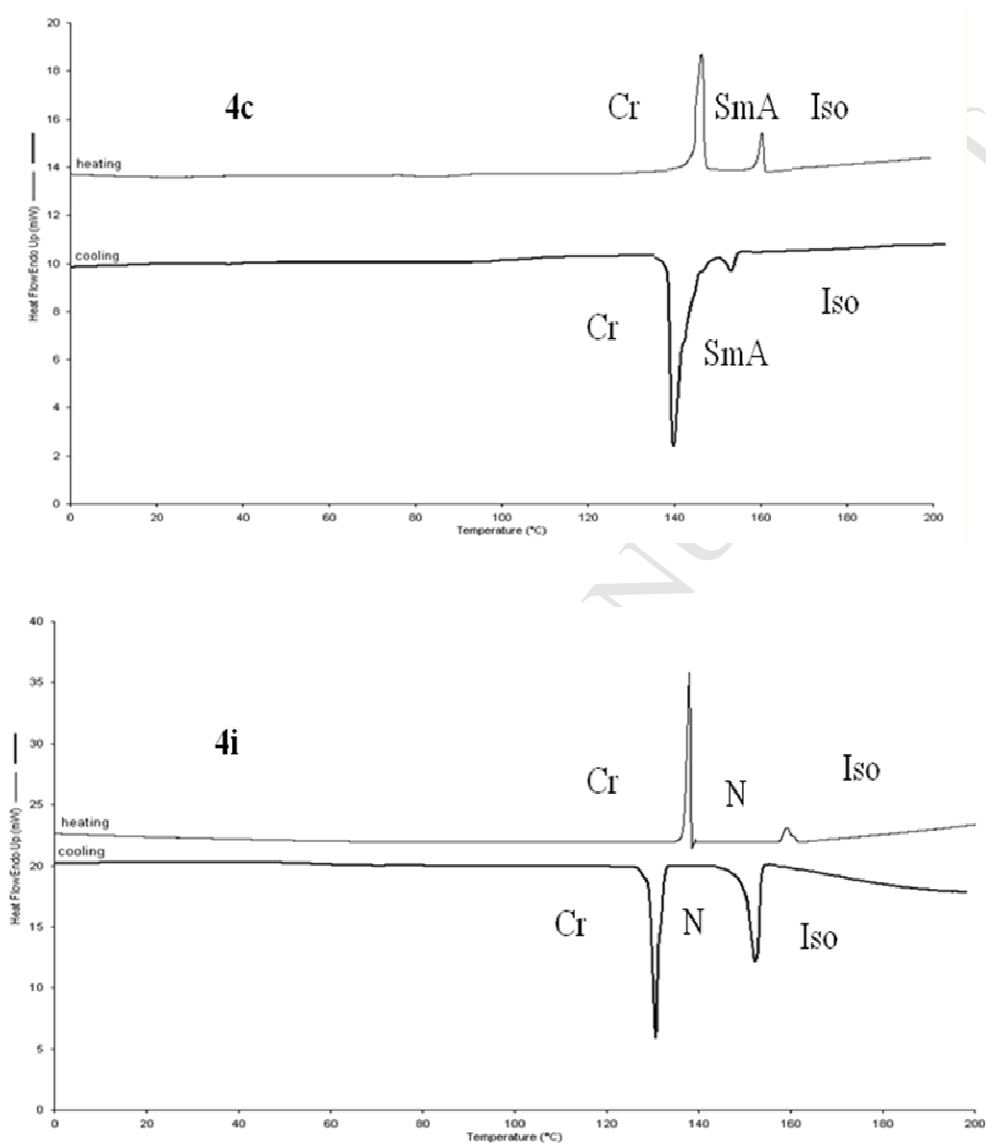 20
18
4c
Cr
SmA
Iso
16
heating
14
12
cooling
10
Iso
Cr
8
SmA
6
4
2
0
0 20 40 60 80 100 120 140 160 180 200
Temperature (°C)
Heat Flow Endo Up (mW)
40
35
4i
Cr
N
Iso
30
25
heating
cooling
20
Cr
N
Iso
15
10
5
0
0 20 40 60 80 100 120 140 160 180 200
Temperature (°C)
Heat Flow Endo Up (mW)